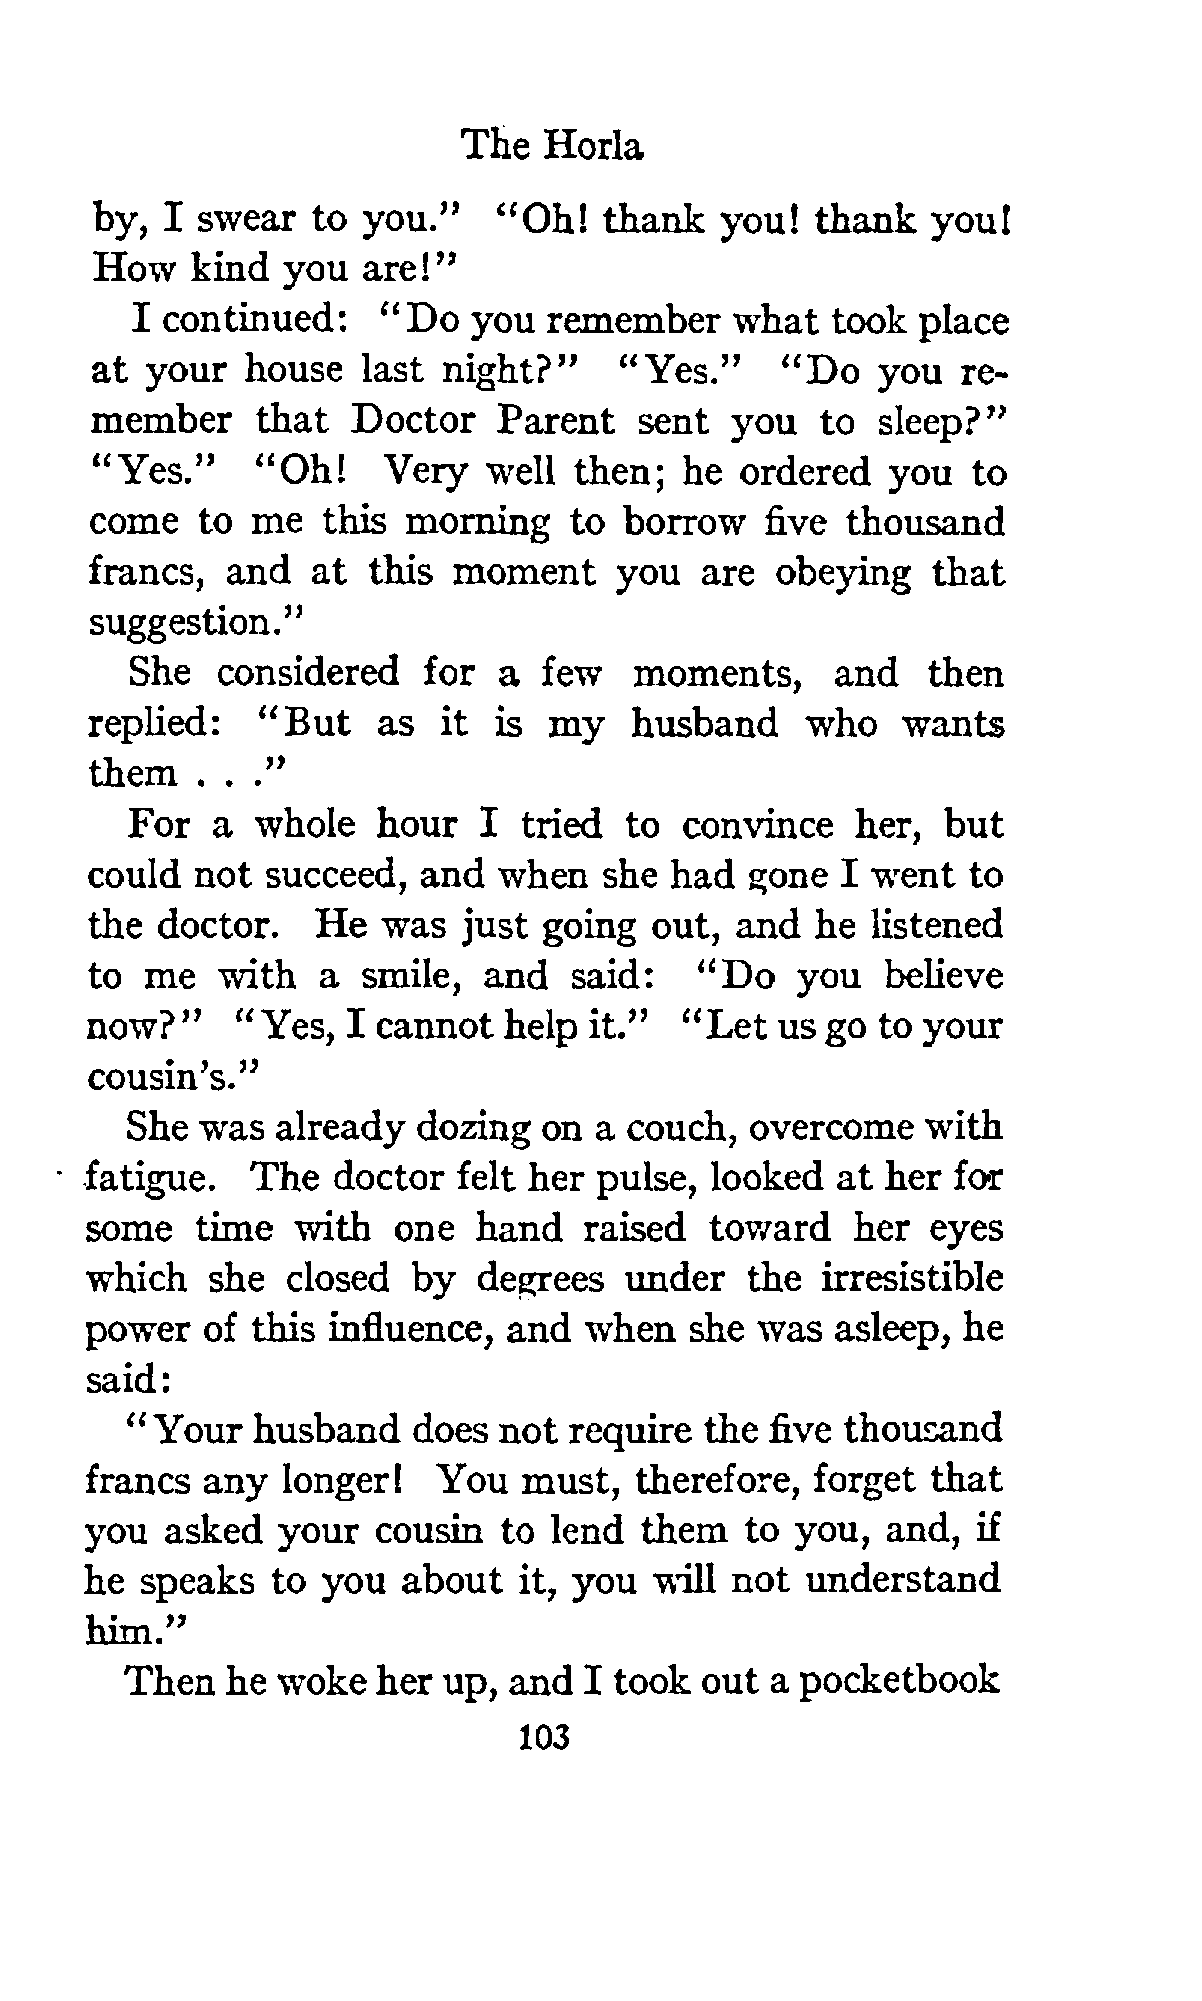 The Horla
by, I swear to you." "Oh! thank you! thank you!
How kind you are!"
I continued: "Do you remember what took place
at your house last night?" "Yes." "Do you re-
member that Doctor Parent sent you to sleep?"
"Yes." "Oh! Very well then; he ordered you to
come to me this morning to borrow five thousand
francs, and at this moment you are obeying that
suggestion."
She considered for a few moments, and then
replied: "But as it is my husband who wants
them . . ."
For a whole hour I tried to convince her, but
could not succeed, and when she had gone I went to
the doctor. He was just going out, and he listened
to me with a smile, and said: "Do you believe
now?" "Yes, I cannot help it." "Let us go to your
cousin's."
She was already dozing on a couch, overcome with
fatigue. The doctor felt her pulse, looked at her for
some time with one hand raised toward her eyes
which she closed by degrees under the irresistible
power of this influence, and when she was asleep, he
said:
"Your husband does not require the five thousand
francs any longer! You must, therefore, forget that
you asked your cousin to lend them to you, and, if
he speaks to you about it, you will not understand
him."
Then he woke her up, and I took out a pocketbook
103